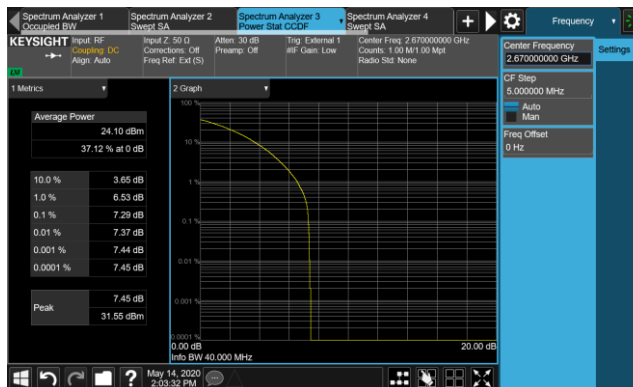 Spectrum Analyzer 1
Occupied BW
Spectrum Analyzer 2
Swept SA
Spectrum Analyzer 3
Power Stat CCDF
Spectrum Analyzer 4
Swept SA
Frequency
KEYSIGHT
Input: RF
Coupling: DC
Align: Auto
Input Z: 50 Ω
Corrections: Off
Freq Ref: Ext (S)
Atten: 30 dB
Preamp: Off
Trig: External 1
#IF Gain: Low
Center Freq: 2.670000000 GHz
Counts: 1.00 M/1.00 Mpt
Radio Std: None
LXI
Center Frequency
2.670000000 GHz
Settings
CF Step
5.000000 MHz
Auto
Man
Freq Offset
0 Hz
1 Metrics
Average Power
24.10 dBm
37.12 % at 0 dB
10.0 % 3.65 dB
1.0 % 6.53 dB
0.1 % 7.29 dB
0.01 % 7.37 dB
0.001 % 7.44 dB
0.0001 % 7.45 dB
Peak
7.45 dB
31.55 dBm
2 Graph
100 %
10 %
1 %
0.1 %
0.01 %
0.001 %
0.0001 %
0.00 dB
20.00 dB
Info BW 40.000 MHz
?
May 14, 2020
2:03:32 PM